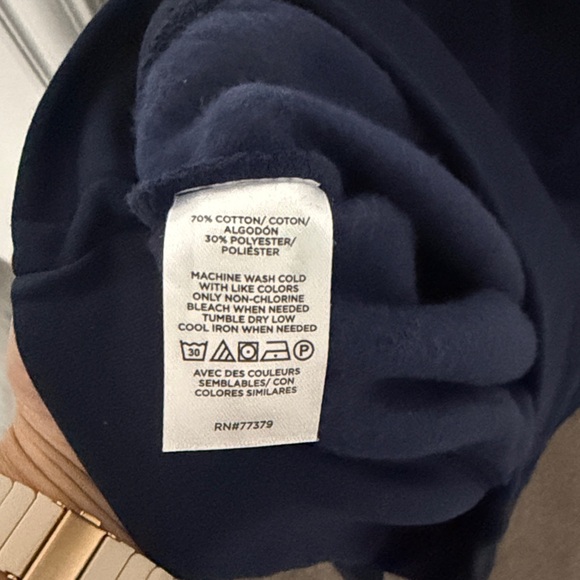 70% COTTON/ COTON/
ALGODÓN
30% POLYESTER/
POLIÉSTER
MACHINE WASH COLD
WITH LIKE COLORS
ONLY NON-CHLORINE
BLEACH WHEN NEEDED
TUMBLE DRY LOW
COOL IRON WHEN NEEDED
30 P
AVEC DES COULEURS
SEMBLABLES/ CON
COLORES SIMILARES
RN#77379